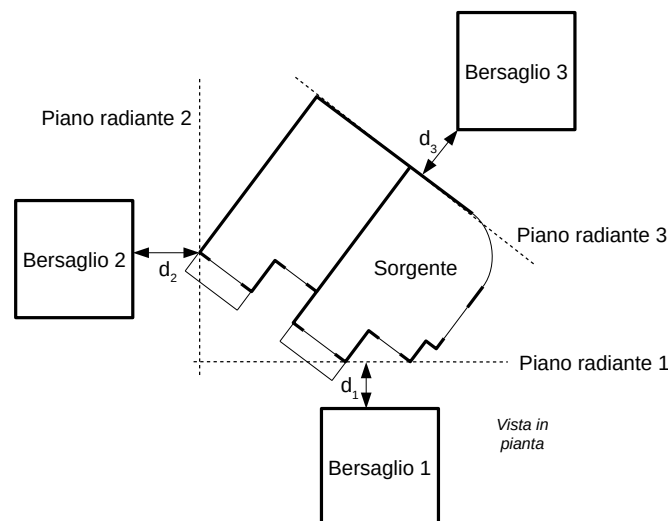 Bersaglio 3
Piano radiante 2
d3
Piano radiante 3
Bersaglio 2
d2
Sorgente
Piano radiante 1
d1
Vista in
pianta
Bersaglio 1